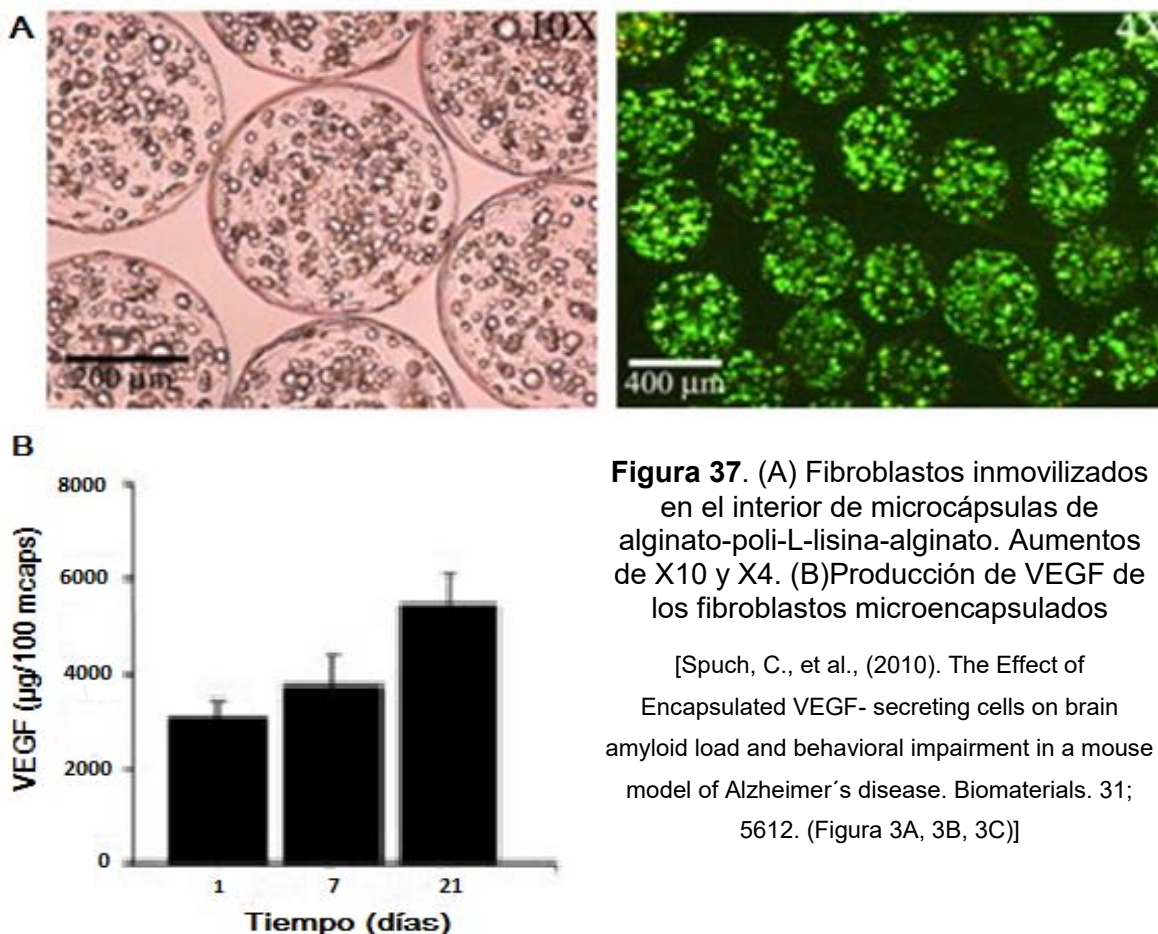 A
10X
4X
200 µm
400 µm
B
8000
6000
4000
2000
0
VEGF (µg/100 mcaps)
1 7 21
Tiempo (días)
Figura 37. (A) Fibroblastos inmovilizados
en el interior de microcápsulas de
alginato-poli-L-lisina-alginato. Aumentos
de X10 y X4. (B)Producción de VEGF de
los fibroblastos microencapsulados
[Spuch, C., et al., (2010). The Effect of
Encapsulated VEGF- secreting cells on brain
amyloid load and behavioral impairment in a mouse
model of Alzheimer´s disease. Biomaterials. 31;
5612. (Figura 3A, 3B, 3C)]